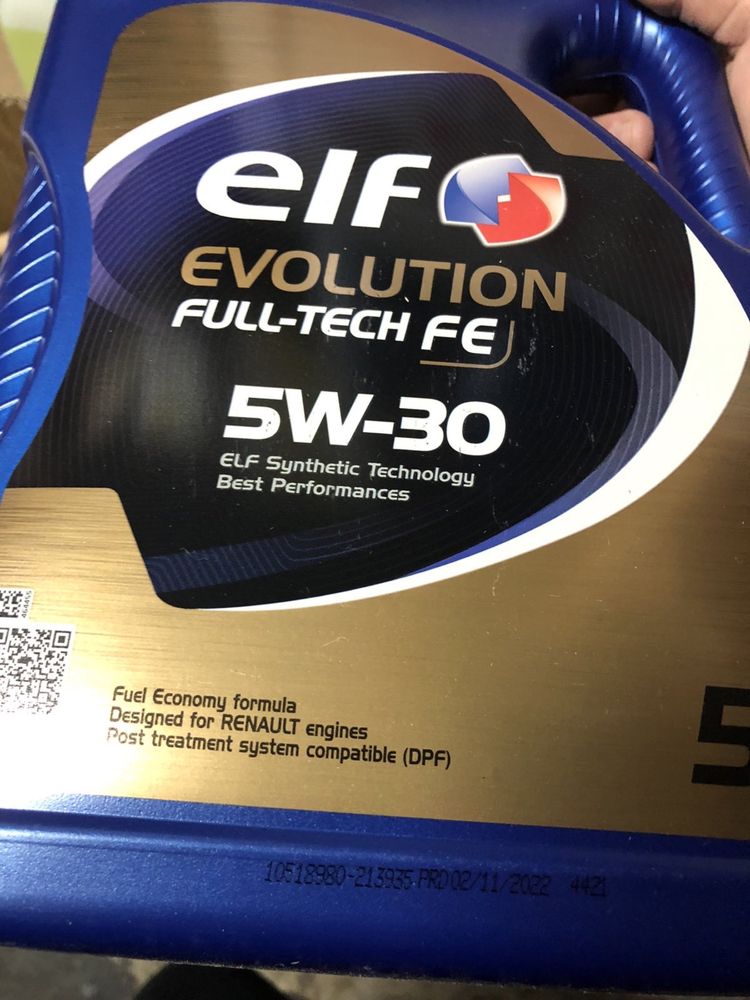 elf
EVOLUTION
FULL-TECH FE
5W-30
ELF Synthetic Technology
Best Performances
Fuel Economy formula
Designed for RENAULT engines
Post treatment system compatible (DPF)
5
10518980-213935 PRD 02/11/2022 4421